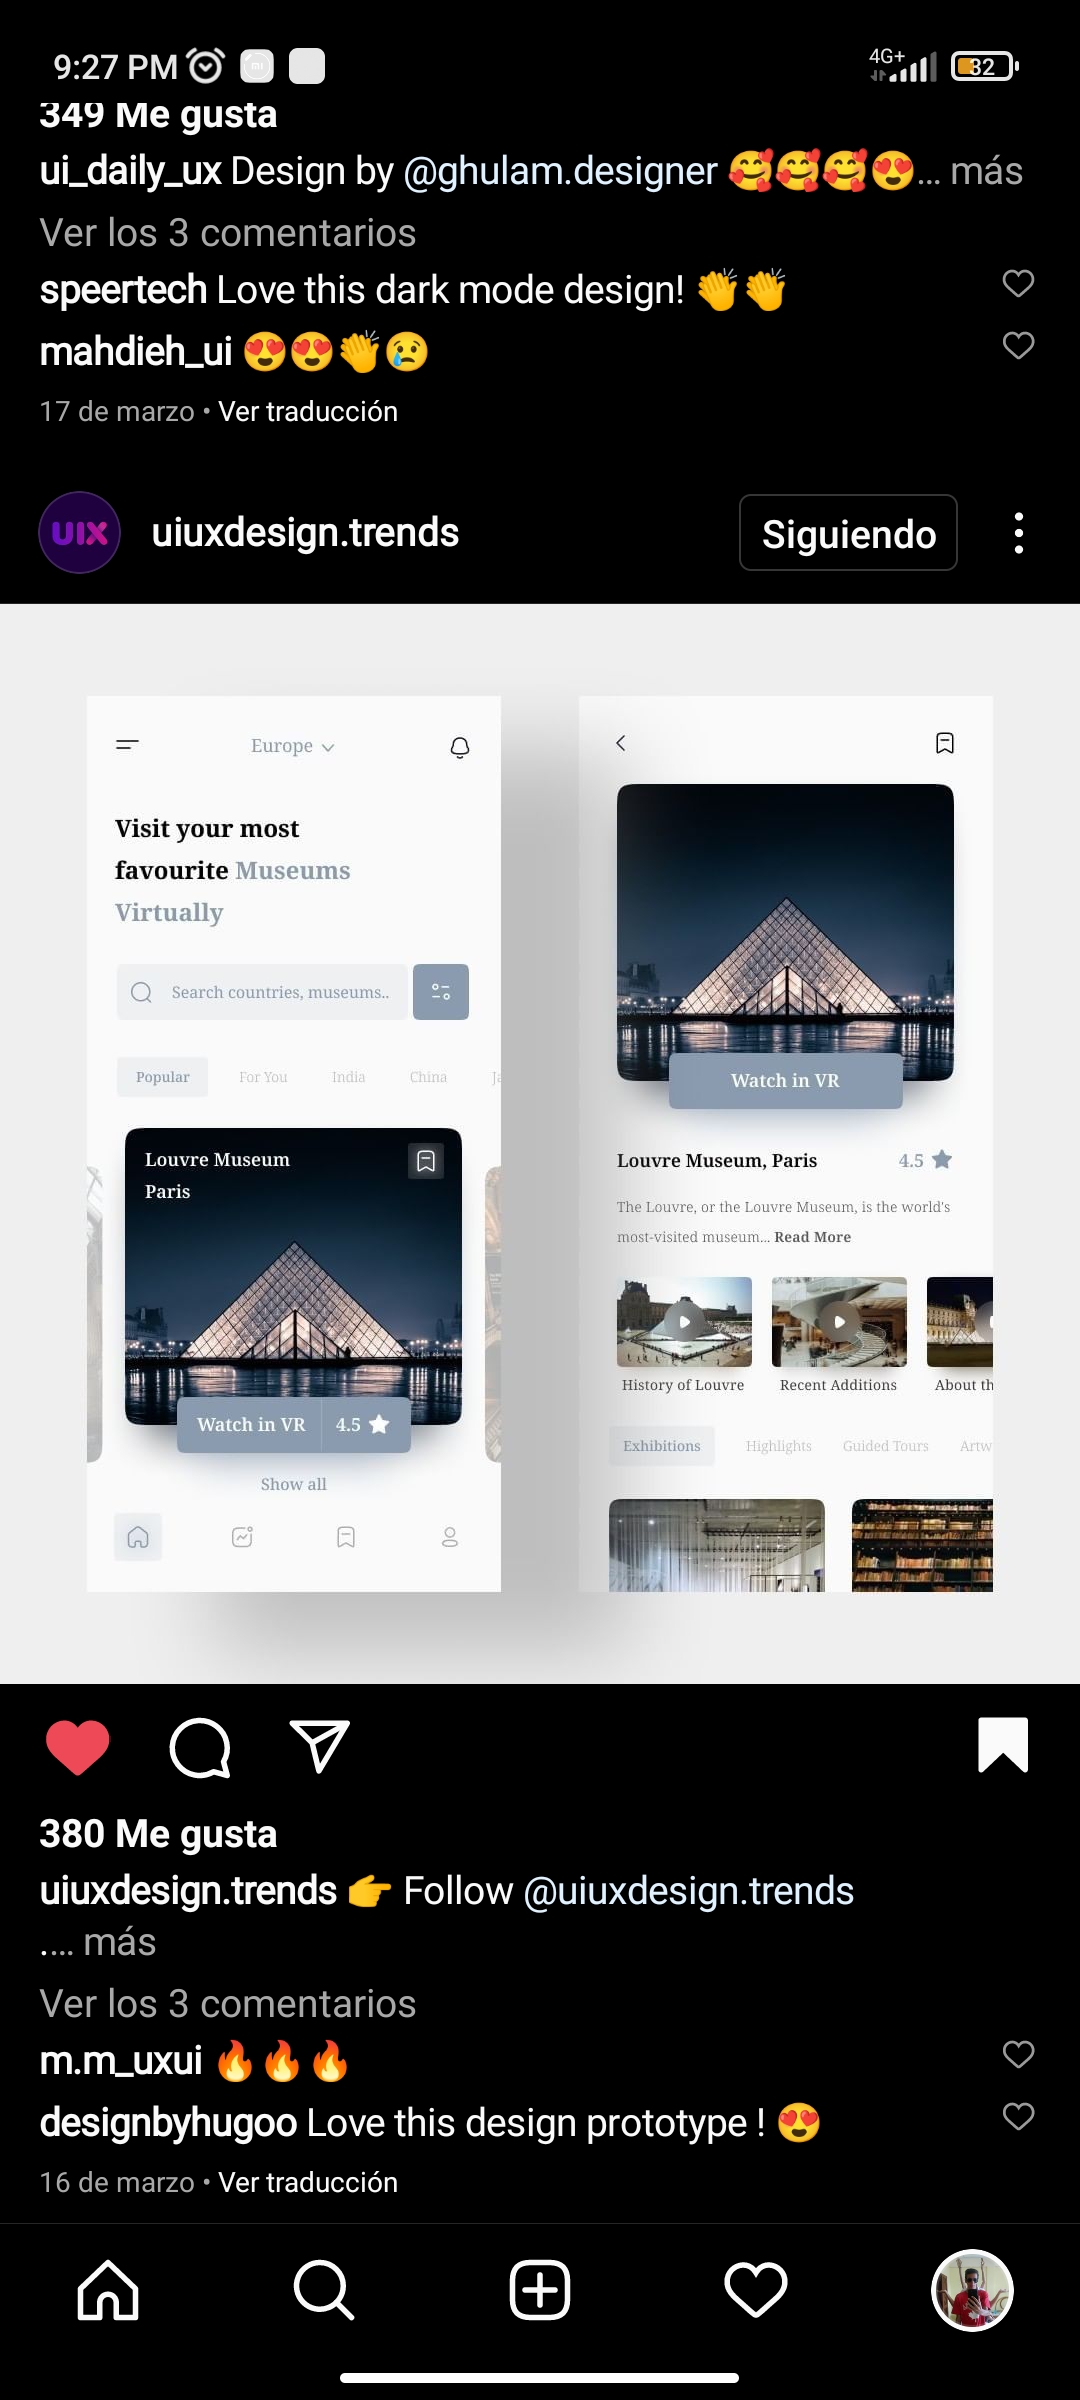 9:27 PM
4G+
32
349 Me gusta
ui_daily_ux Design by @ghulam.designer 🥰🥰🥰😍... más
Ver los 3 comentarios
speertech Love this dark mode design! 👏👏
mahdieh_ui 😍😍👏😢
17 de marzo • Ver traducción
UIX
uiuxdesign.trends
Siguiendo
Europe
Visit your most
favourite Museums
Virtually
Search countries, museums..
Popular
For You
India
China
Ja
Louvre Museum
Paris
Watch in VR
4.5
Show all
Watch in VR
Louvre Museum, Paris
4.5
The Louvre, or the Louvre Museum, is the world's
most-visited museum... Read More
History of Louvre
Recent Additions
About th
Exhibitions
Highlights
Guided Tours
Artw
380 Me gusta
uiuxdesign.trends 👉 Follow @uiuxdesign.trends
.... más
Ver los 3 comentarios
m.m_uxui 🔥🔥🔥
designbyhugoo Love this design prototype ! 😍
16 de marzo • Ver traducción